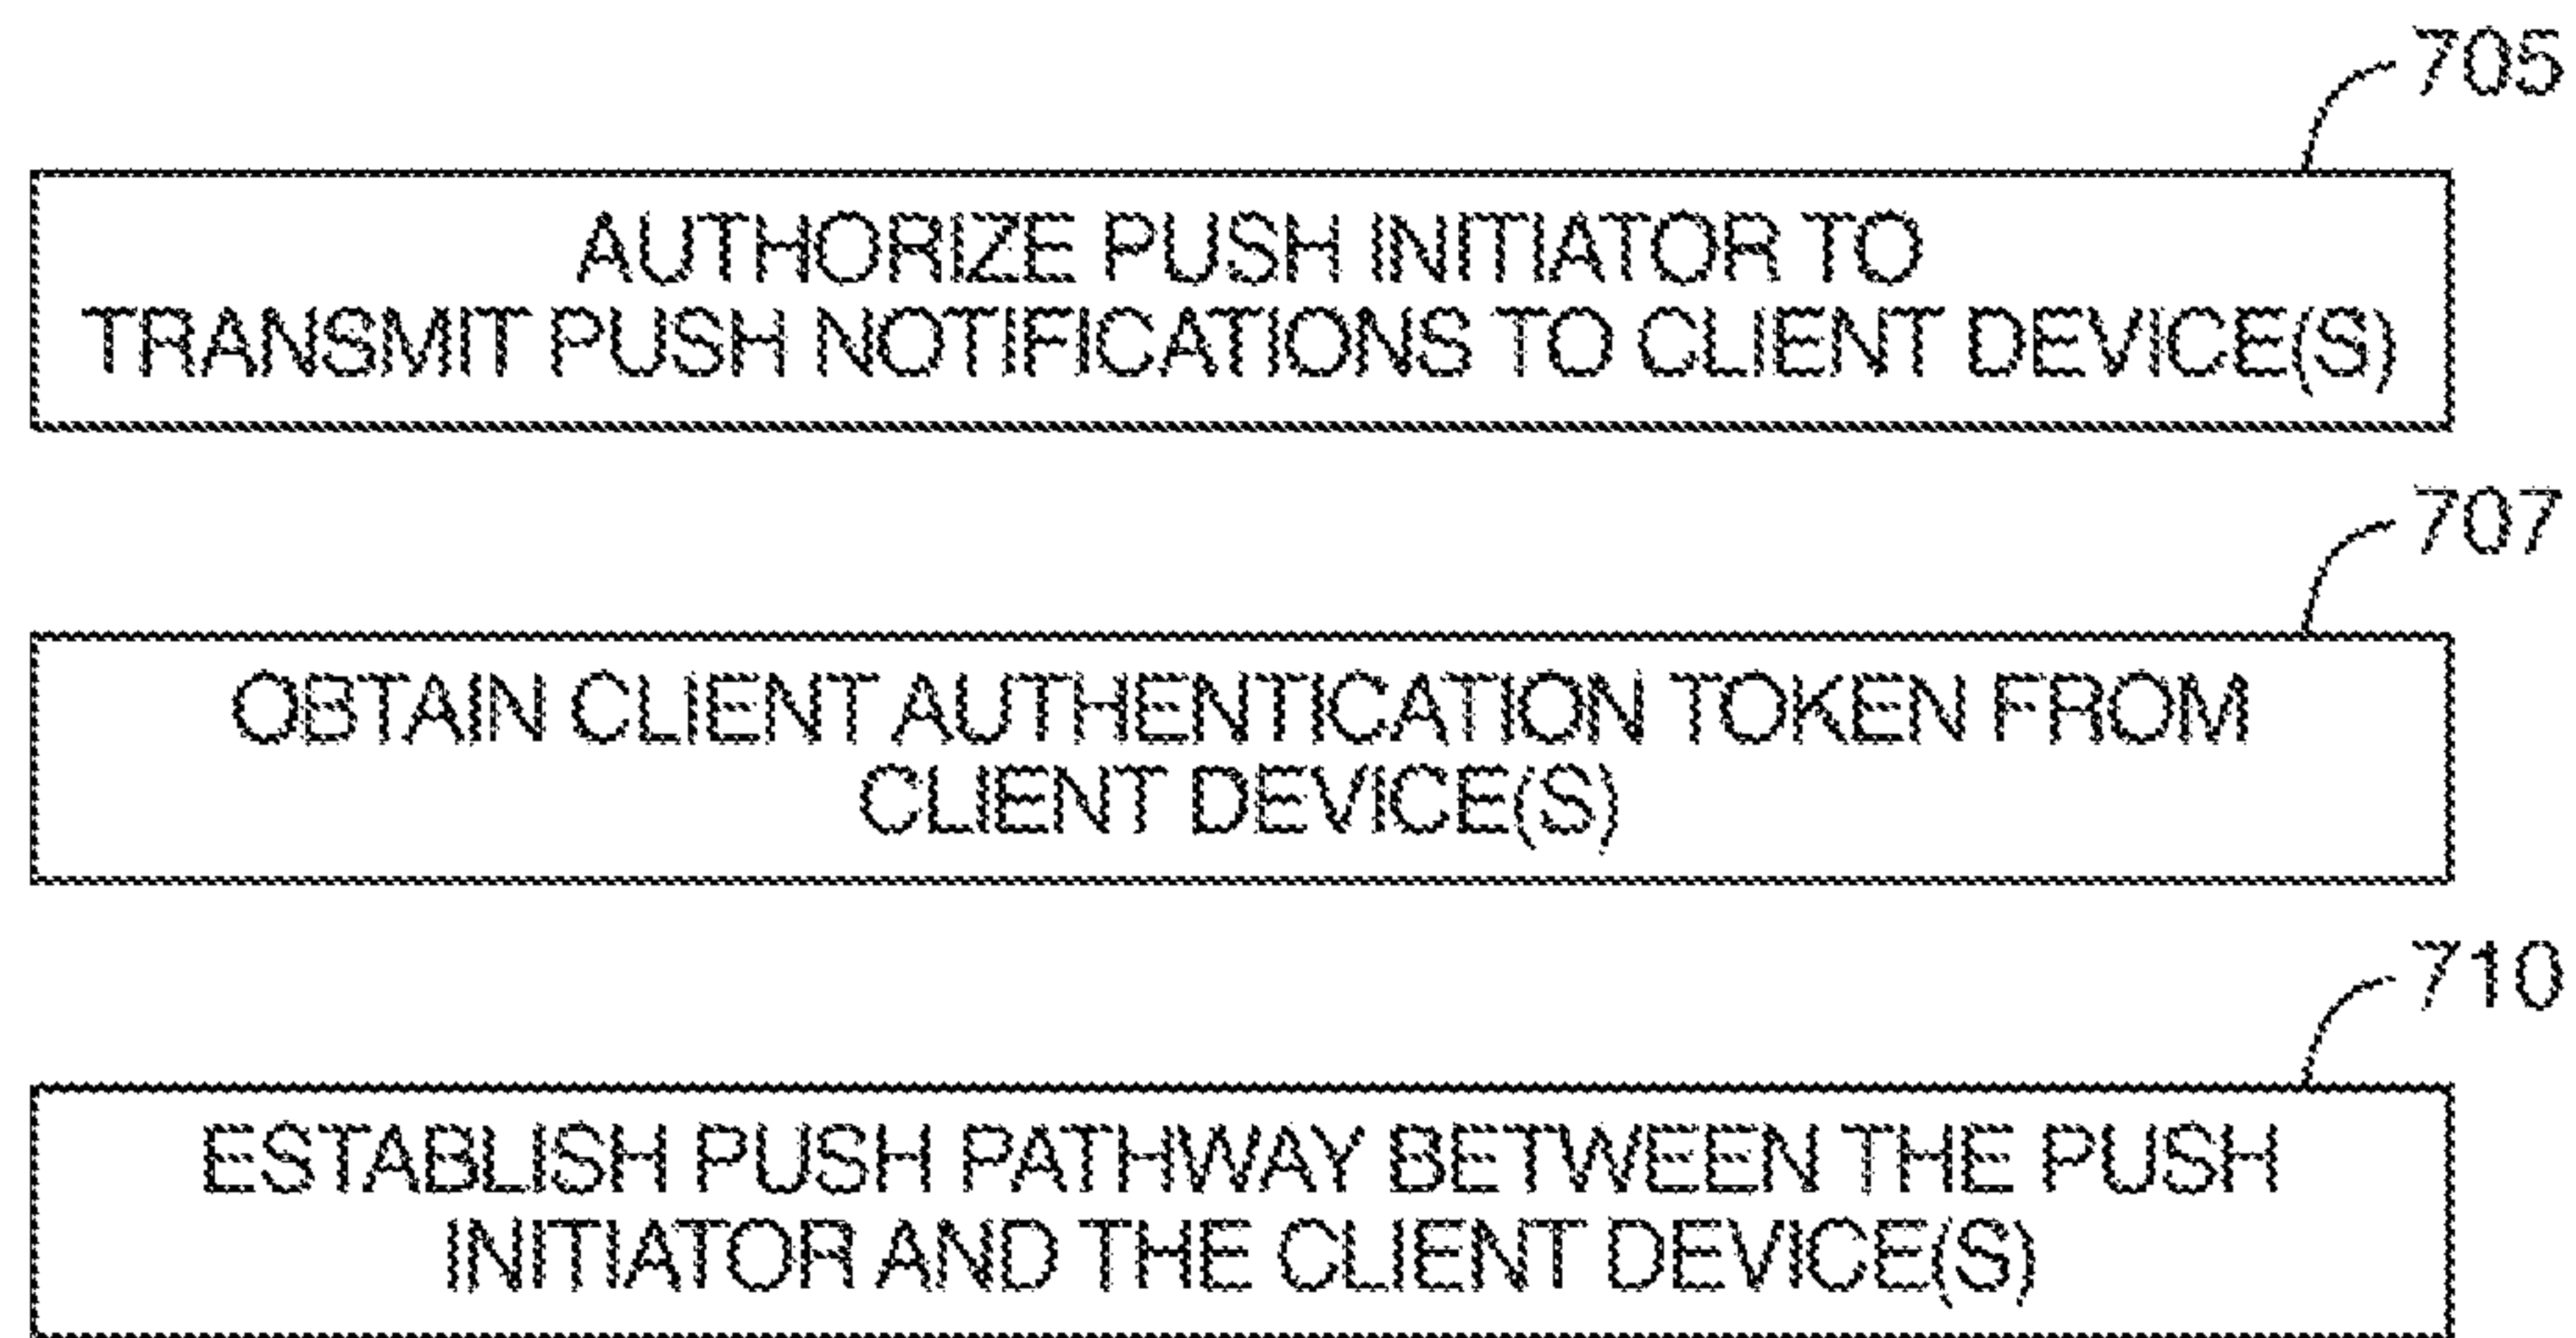 705
AUTHORIZE PUSH INITIATOR TO
TRANSMIT PUSH NOTIFICATIONS TO CLIENT DEVICE(S)
707
OBTAIN CLIENT AUTHENTICATION TOKEN FROM
CLIENT DEVICE(S)
710
ESTABLISH PUSH PATHWAY BETWEEN THE PUSH
INITIATOR AND THE CLIENT DEVICE(S)